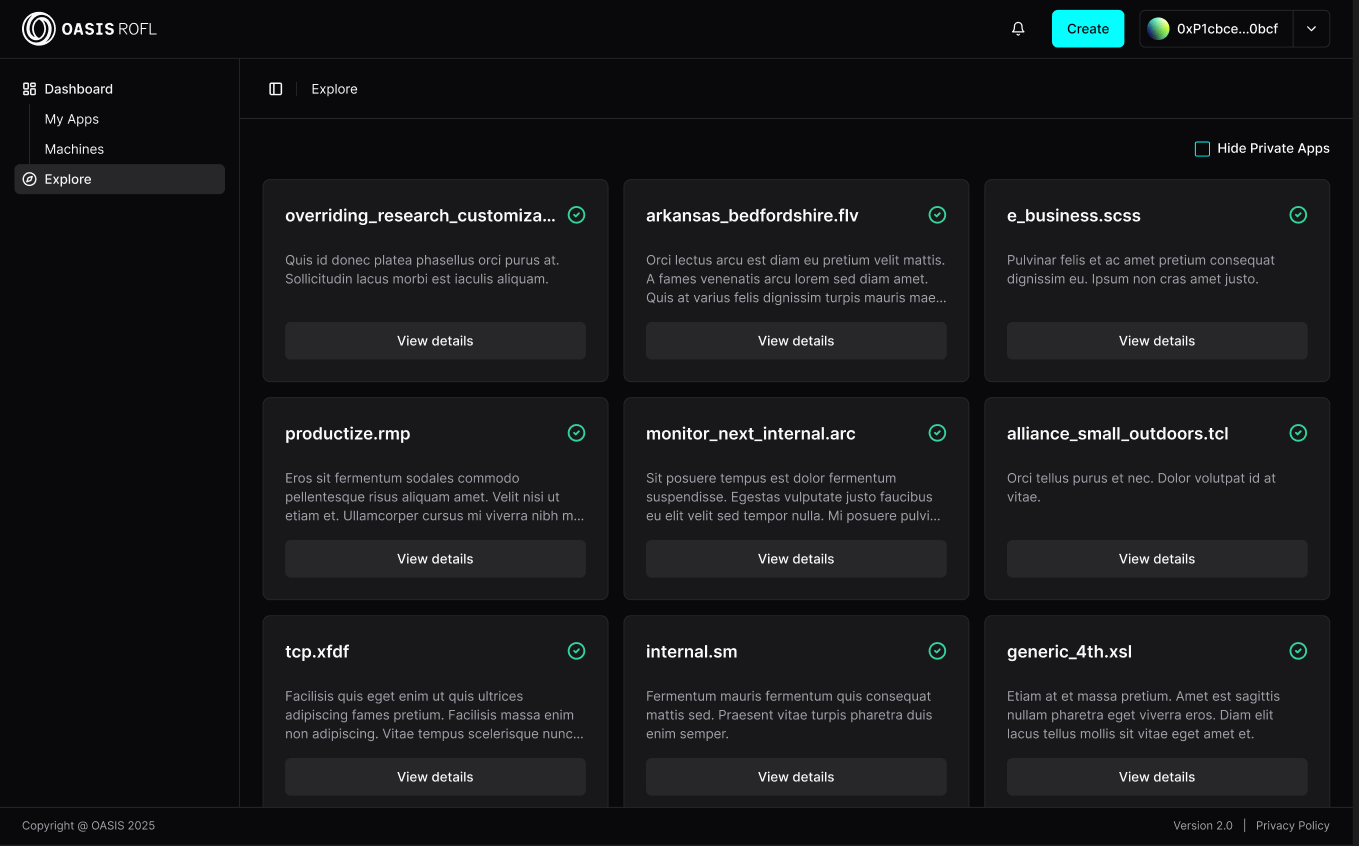 OASIS ROFL
Create
0xP1cbce...0bcf
Dashboard
My Apps
Machines
Explore
Explore
Hide Private Apps
overriding_research_customiza...
Quis id donec platea phasellus orci purus at.
Sollicitudin lacus morbi est iaculis aliquam.
View details
arkansas_bedfordshire.flv
Orci lectus arcu est diam eu pretium velit mattis.
A fames venenatis arcu lorem sed diam amet.
Quis at varius felis dignissim turpis mauris mae...
View details
e_business.scss
Pulvinar felis et ac amet pretium consequat
dignissim eu. Ipsum non cras amet justo.
View details
productize.rmp
Eros sit fermentum sodales commodo
pellentesque risus aliquam amet. Velit nisi ut
etiam et. Ullamcorper cursus mi viverra nibh m...
View details
monitor_next_internal.arc
Sit posuere tempus est dolor fermentum
suspendisse. Egestas vulputate justo faucibus
eu elit velit sed tempor nulla. Mi posuere pulvi...
View details
alliance_small_outdoors.tcl
Orci tellus purus et nec. Dolor volutpat id at
vitae.
View details
tcp.xfdf
Facilisis quis eget enim ut quis ultrices
adipiscing fames pretium. Facilisis massa enim
non adipiscing. Vitae tempus scelerisque nunc...
View details
internal.sm
Fermentum mauris fermentum quis consequat
mattis sed. Praesent vitae turpis pharetra duis
enim semper.
View details
generic_4th.xsl
Etiam at et massa pretium. Amet est sagittis
nullam pharetra eget viverra eros. Diam elit
lacus tellus mollis sit vitae eget amet et.
View details
Copyright @ OASIS 2025
Version 2.0 | Privacy Policy